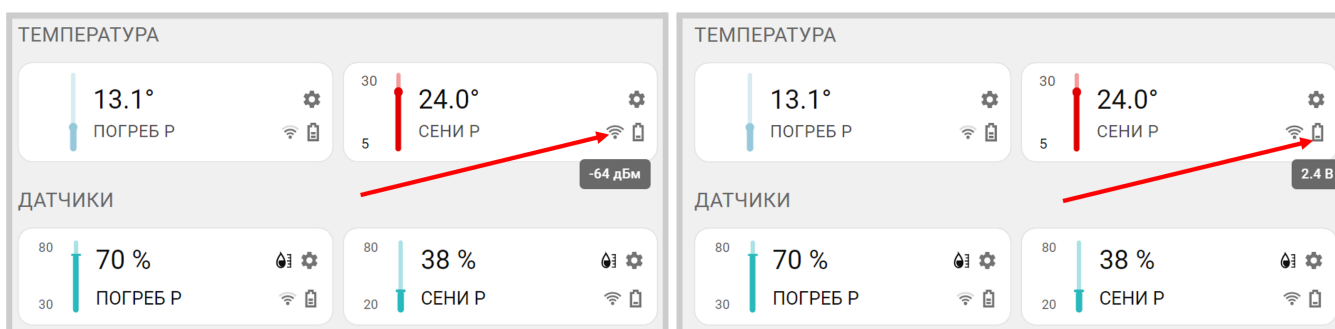 ТЕМПЕРАТУРА
13.1°
ПОГРЕБ Р
30
24.0°
СЕНИ Р
5
-64 дБм
ДАТЧИКИ
80
70 %
30
ПОГРЕБ Р
80
38 %
20
СЕНИ Р
ТЕМПЕРАТУРА
13.1°
ПОГРЕБ Р
30
24.0°
СЕНИ Р
5
2.4 В
ДАТЧИКИ
80
70 %
30
ПОГРЕБ Р
80
38 %
20
СЕНИ Р